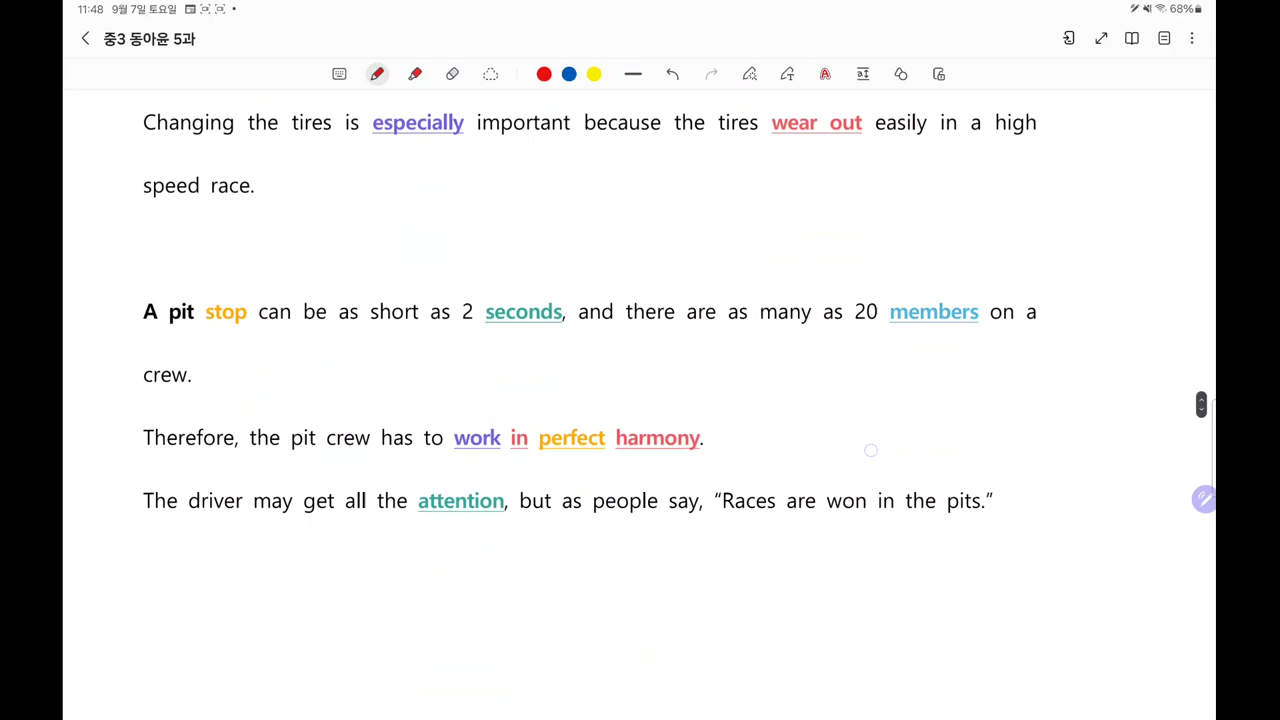 11:48 9월 7일 토요일
68%
중3 동아윤 5과
Changing the tires is especially important because the tires wear out easily in a high
speed race.
A pit stop can be as short as 2 seconds, and there are as many as 20 members on a
crew.
Therefore, the pit crew has to work in perfect harmony.
The driver may get all the attention, but as people say, “Races are won in the pits.”